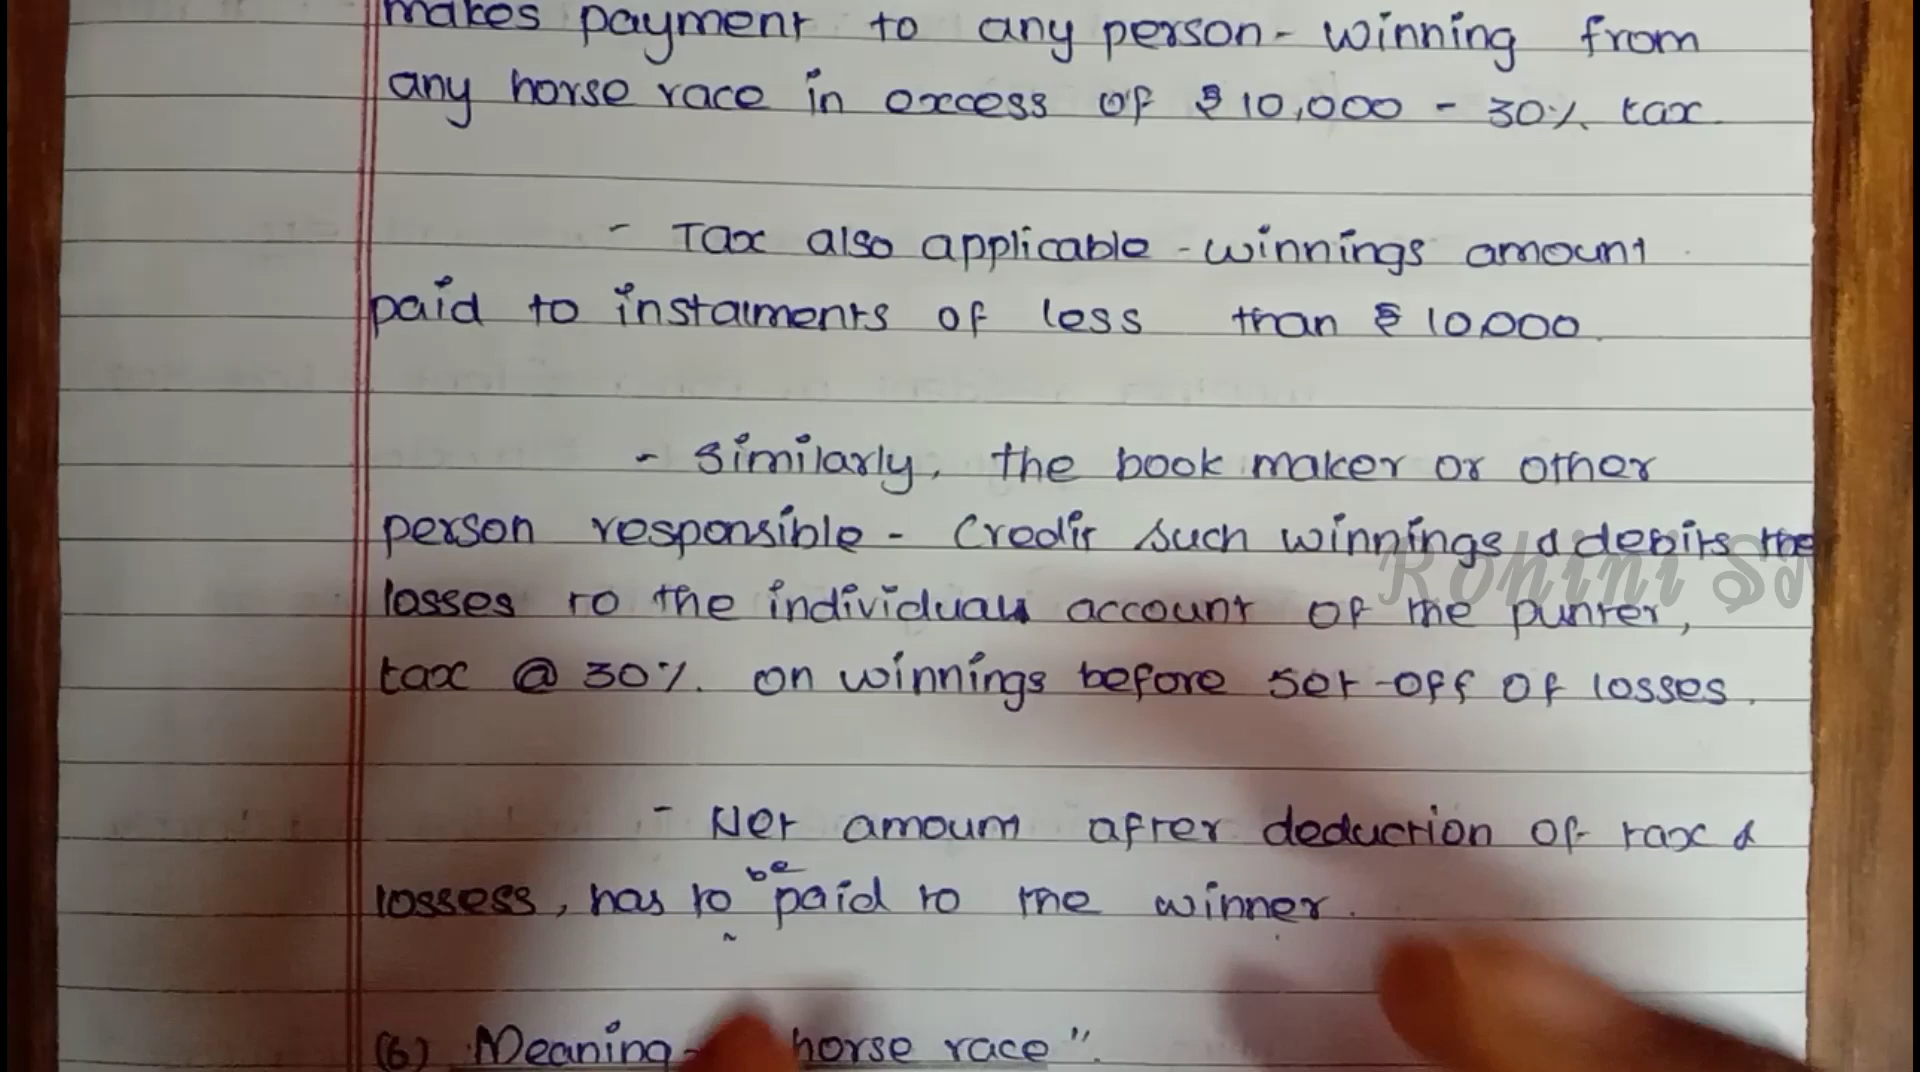 makes payment to any person - winning from
any horse race in excess of ₹ 10,000 - 30% tax
- Tax also applicable - winnings amount
paid to instalments of less than ₹ 10,000
- Similarly, the book maker or other
person responsible - Credit such winnings & debits the
losses to the individual account of the punter,
tax @ 30% on winnings before set-off of losses.
- Net amount after deduction of tax &
lossess, has to be paid to the winner.
(6) Meaning - horse race".
Rohini